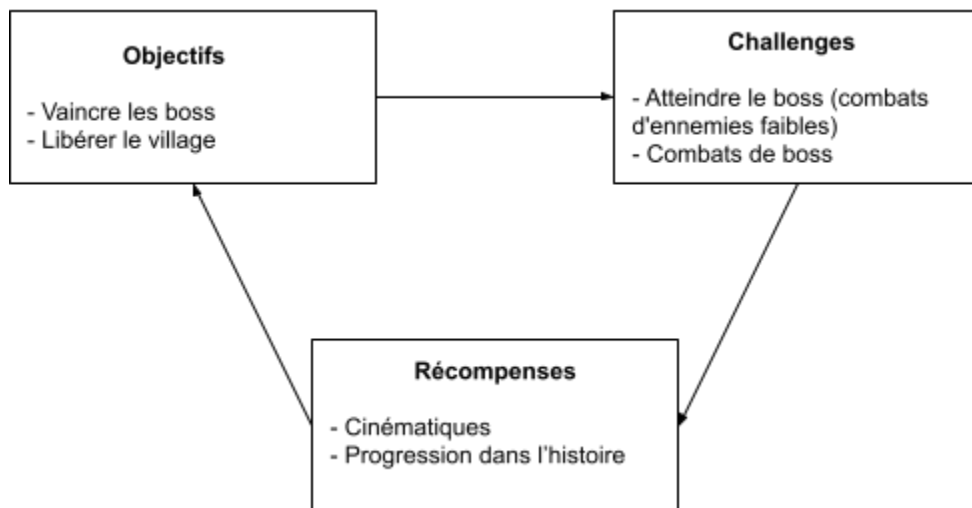 Objectifs
- Vaincre les boss
- Libérer le village
Challenges
- Atteindre le boss (combats
d'ennemies faibles)
- Combats de boss
Récompenses
- Cinématiques
- Progression dans l’histoire